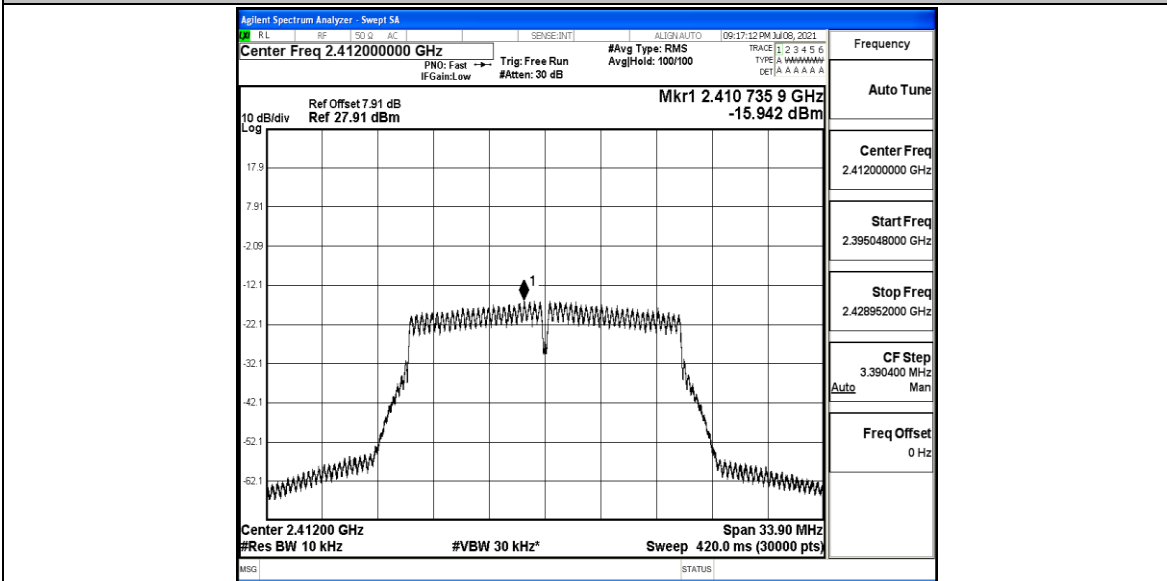 Agilent Spectrum Analyzer - Swept SA
LXI RL RF 50 Ω AC SENSE:INT ALIGN AUTO 09:17:12 PM Jul 08, 2021
Center Freq 2.412000000 GHz
PNO: Fast
IFGain:Low
Trig: Free Run
#Atten: 30 dB
#Avg Type: RMS
Avg|Hold: 100/100
TRACE 1 2 3 4 5 6
TYPE A WWWWW
DET A A A A A A
Ref Offset 7.91 dB
10 dB/div Ref 27.91 dBm
Log
Mkr1 2.410 735 9 GHz
-15.942 dBm
17.9
7.91
-2.09
-12.1
-22.1
-32.1
-42.1
-52.1
-62.1
1
Center 2.41200 GHz
Span 33.90 MHz
#Res BW 10 kHz
#VBW 30 kHz*
Sweep 420.0 ms (30000 pts)
MSG
STATUS
Frequency
Auto Tune
Center Freq
2.412000000 GHz
Start Freq
2.395048000 GHz
Stop Freq
2.428952000 GHz
CF Step
3.390400 MHz
Auto Man
Freq Offset
0 Hz